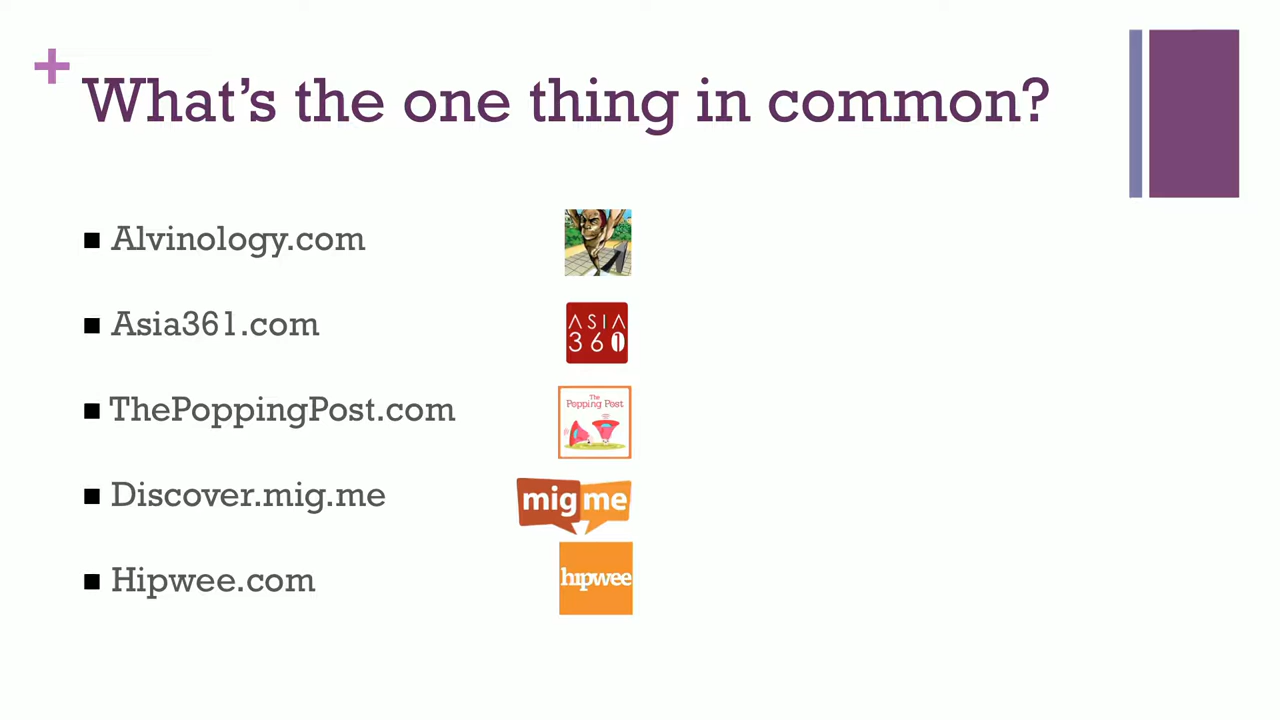 +
What's the one thing in common?
■ Alvinology.com
■ Asia361.com
ASIA
361
■ ThePoppingPost.com
The
Popping Post
■ Discover.mig.me
mig me
■ Hipwee.com
hipwee